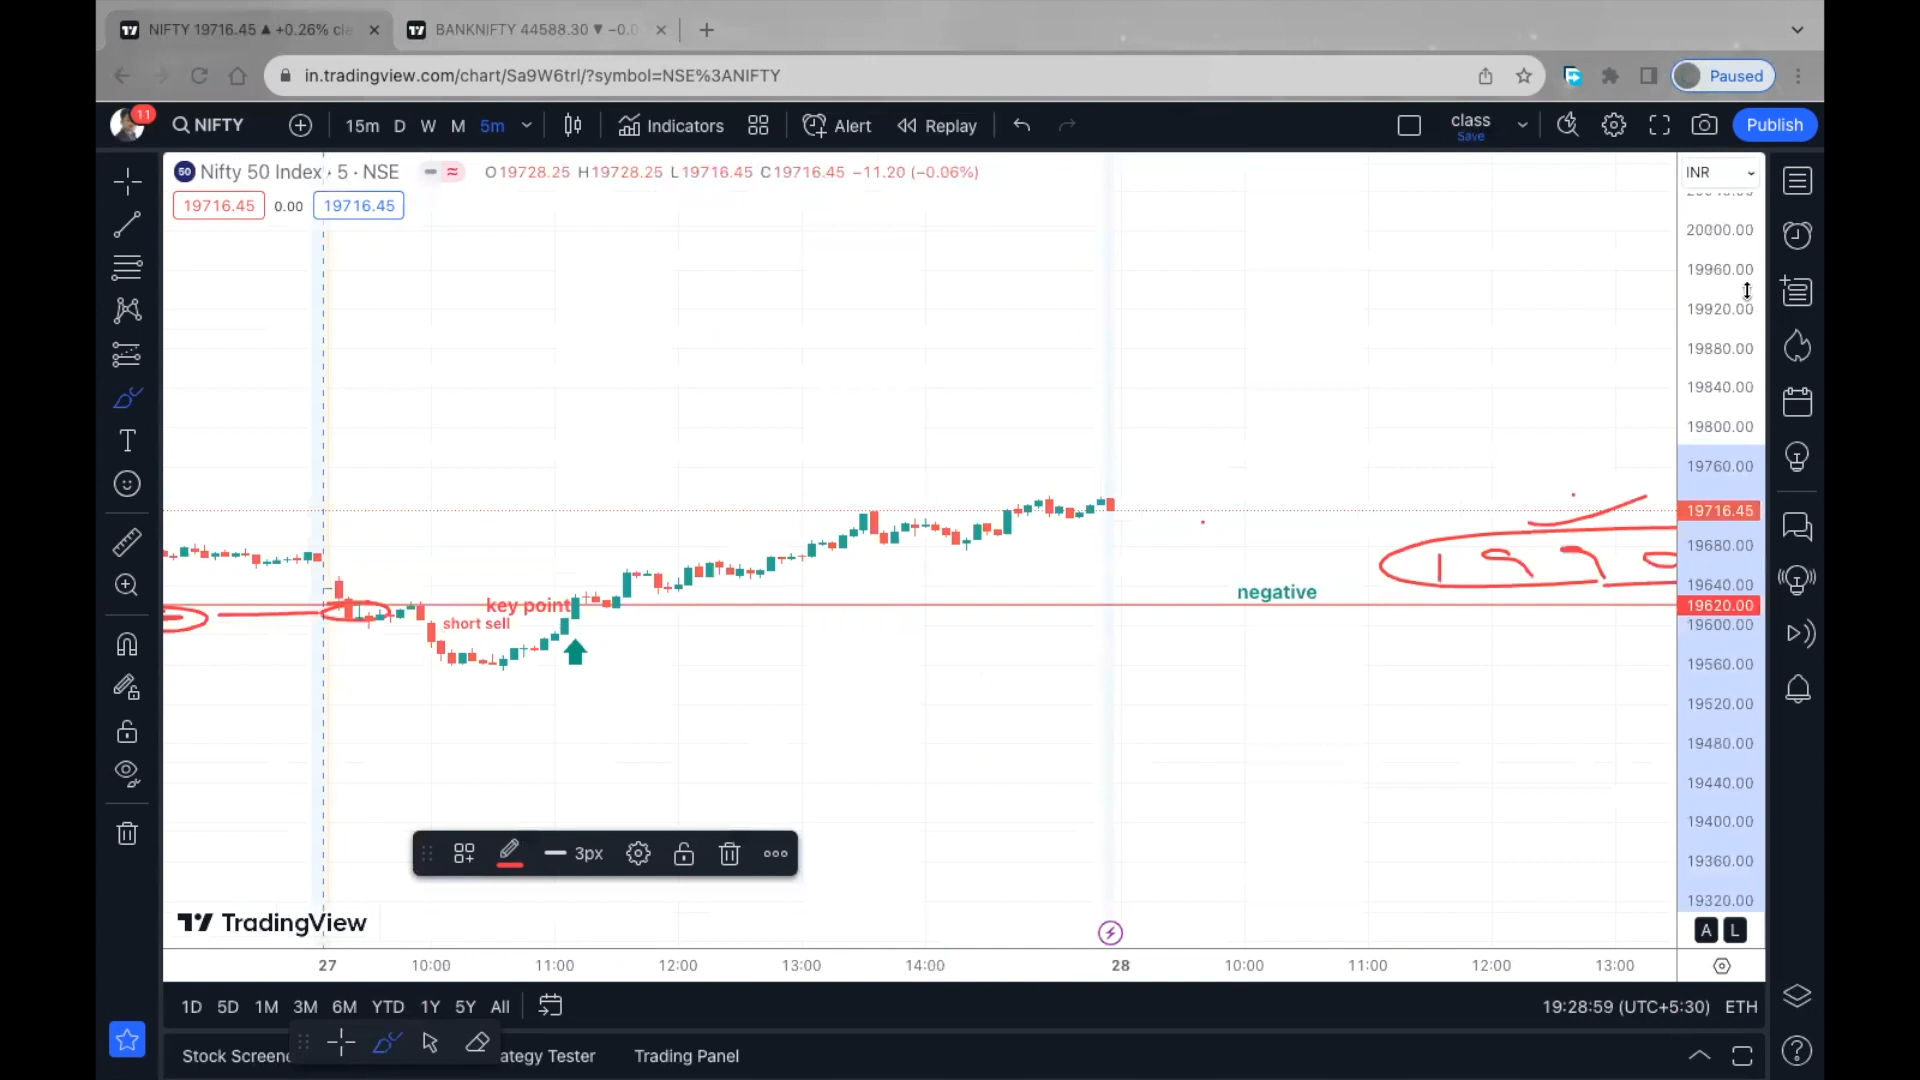 NIFTY 19716.45 ▲ +0.26% cla
BANKNIFTY 44588.30 ▼ −0.0
in.tradingview.com/chart/Sa9W6trl/?symbol=NSE%3ANIFTY
Paused
11
NIFTY
15m D W M 5m
Indicators
Alert
Replay
class
Save
Publish
50 Nifty 50 Index · 5 · NSE
O19728.25 H19728.25 L19716.45 C19716.45 −11.20 (−0.06%)
INR
19716.45 0.00 19716.45
20000.00
19960.00
19920.00
19880.00
19840.00
19800.00
19760.00
19716.45
19680.00
19640.00
19620.00
19600.00
19560.00
19520.00
19480.00
19440.00
19400.00
19360.00
19320.00
negative
key point
short sell
3px
TradingView
A L
27 10:00 11:00 12:00 13:00 14:00 28 10:00 11:00 12:00 13:00
1D 5D 1M 3M 6M YTD 1Y 5Y All
19:28:59 (UTC+5:30) ETH
Stock Screene
ategy Tester
Trading Panel